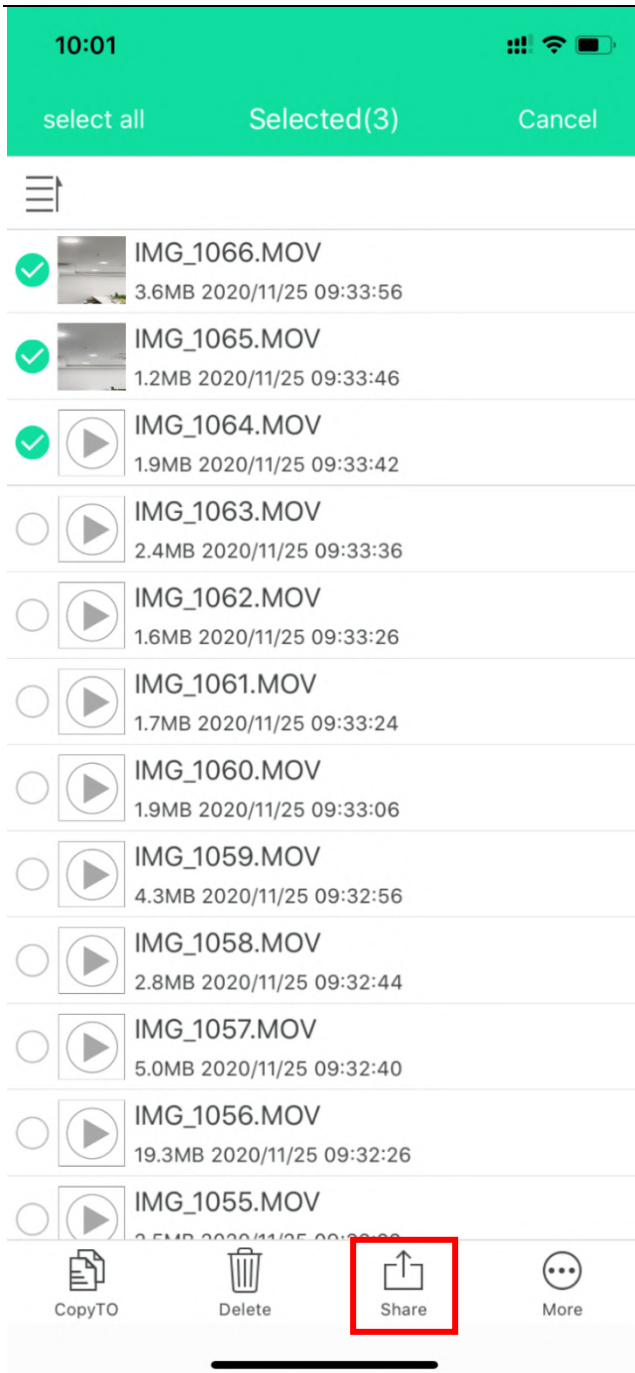 10:01
select all Selected(3) Cancel
IMG_1066.MOV
3.6MB 2020/11/25 09:33:56
IMG_1065.MOV
1.2MB 2020/11/25 09:33:46
IMG_1064.MOV
1.9MB 2020/11/25 09:33:42
IMG_1063.MOV
2.4MB 2020/11/25 09:33:36
IMG_1062.MOV
1.6MB 2020/11/25 09:33:26
IMG_1061.MOV
1.7MB 2020/11/25 09:33:24
IMG_1060.MOV
1.9MB 2020/11/25 09:33:06
IMG_1059.MOV
4.3MB 2020/11/25 09:32:56
IMG_1058.MOV
2.8MB 2020/11/25 09:32:44
IMG_1057.MOV
5.0MB 2020/11/25 09:32:40
IMG_1056.MOV
19.3MB 2020/11/25 09:32:26
IMG_1055.MOV
2020/11/25
CopyTO Delete Share More